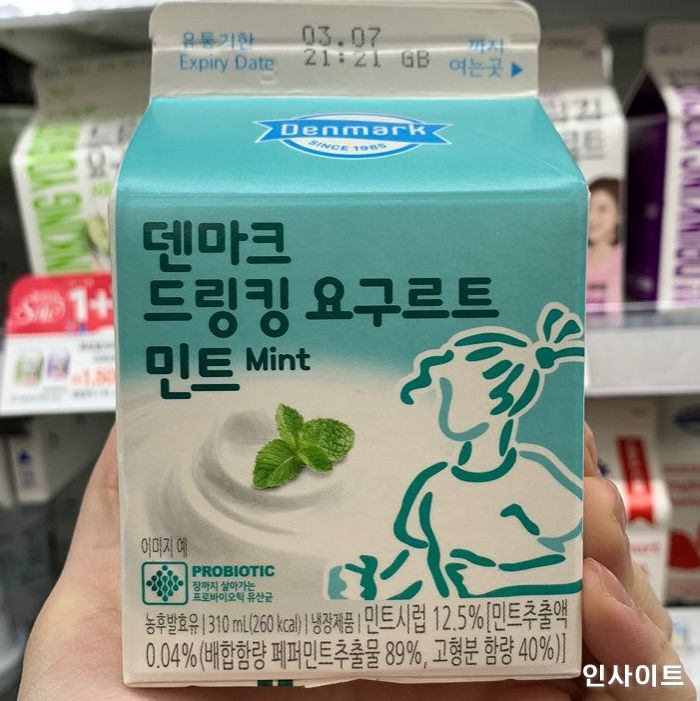 유통기한 03.07 까지
Expiry Date 21:21 GB 여는곳 ▶
Denmark
SINCE 1985
덴마크
드링킹 요구르트
민트 Mint
1+
이미지 예
PROBIOTIC
장까지 살아가는
프로바이오틱 유산균
농후발효유 | 310 mL(260 kcal) | 냉장제품 | 민트시럽 12.5%[민트추출액
0.04%(배합함량 페퍼민트추출물 89%, 고형분 함량 40%)]
인사이트